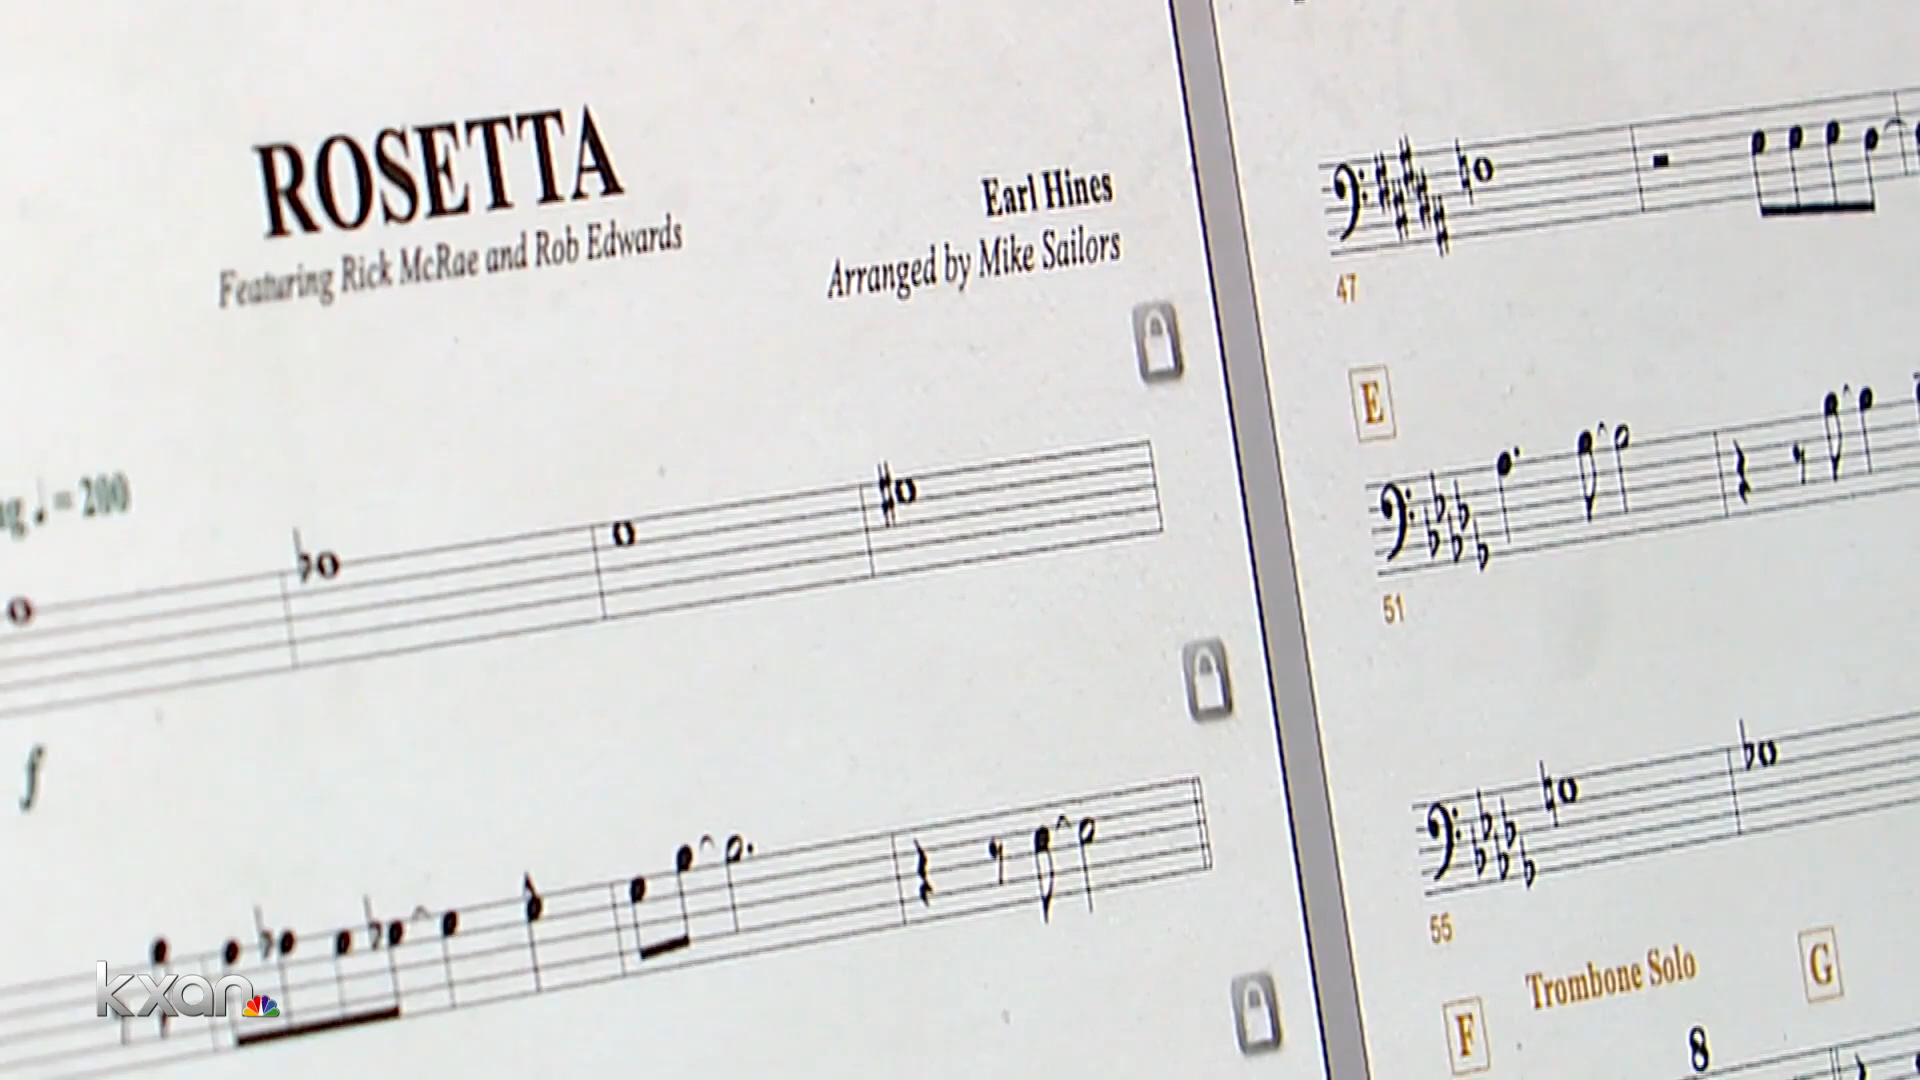 ROSETTA
Featuring Rick McRae and Rob Edwards
Earl Hines
Arranged by Mike Sailors
= 200
f
kxan
47
E
51
55
Trombone Solo
F
G
8